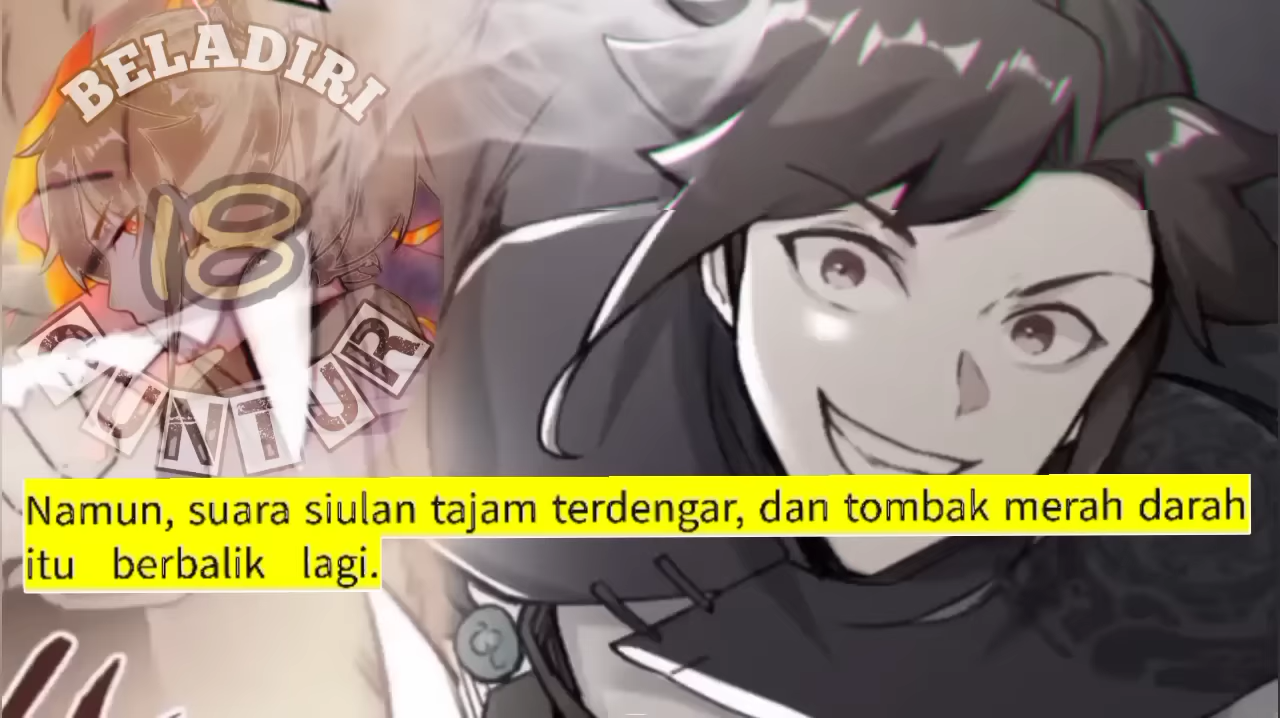 BELADIRI
18
GUNTUR
Namun, suara siulan tajam terdengar, dan tombak merah darah
itu berbalik lagi.